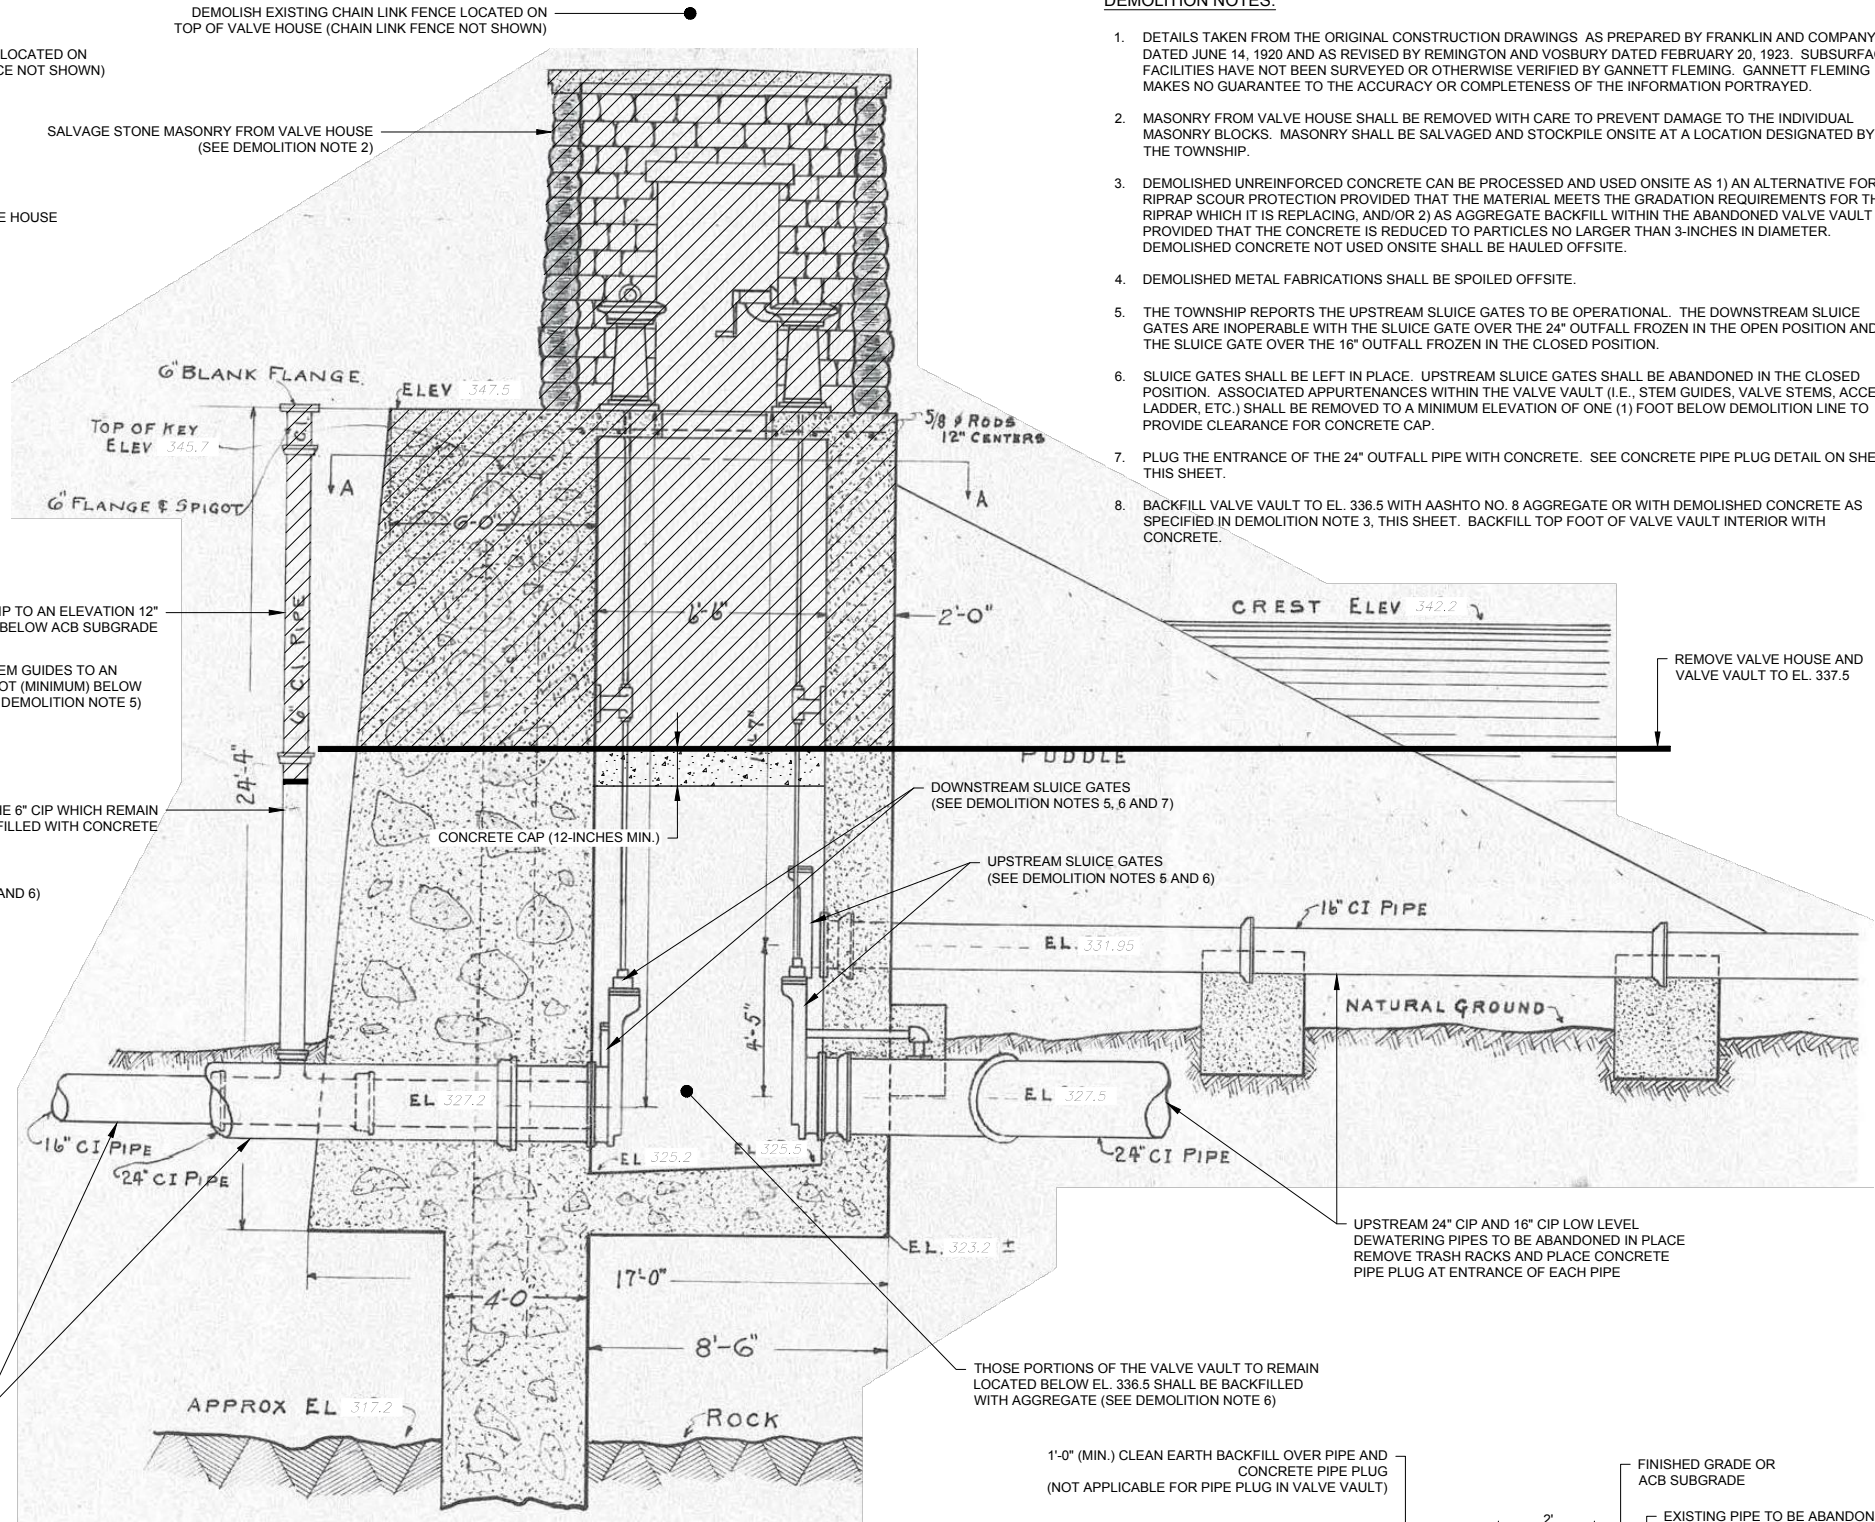 DEMOLISH EXISTING CHAIN LINK FENCE LOCATED ON
TOP OF VALVE HOUSE (CHAIN LINK FENCE NOT SHOWN)
LOCATED ON
CE NOT SHOWN)
SALVAGE STONE MASONRY FROM VALVE HOUSE
(SEE DEMOLITION NOTE 2)
E HOUSE
DEMOLITION NOTES:
1. DETAILS TAKEN FROM THE ORIGINAL CONSTRUCTION DRAWINGS AS PREPARED BY FRANKLIN AND COMPANY
DATED JUNE 14, 1920 AND AS REVISED BY REMINGTON AND VOSBURY DATED FEBRUARY 20, 1923. SUBSURFA
FACILITIES HAVE NOT BEEN SURVEYED OR OTHERWISE VERIFIED BY GANNETT FLEMING. GANNETT FLEMING
MAKES NO GUARANTEE TO THE ACCURACY OR COMPLETENESS OF THE INFORMATION PORTRAYED.
2. MASONRY FROM VALVE HOUSE SHALL BE REMOVED WITH CARE TO PREVENT DAMAGE TO THE INDIVIDUAL
MASONRY BLOCKS. MASONRY SHALL BE SALVAGED AND STOCKPILE ONSITE AT A LOCATION DESIGNATED BY
THE TOWNSHIP.
3. DEMOLISHED UNREINFORCED CONCRETE CAN BE PROCESSED AND USED ONSITE AS 1) AN ALTERNATIVE FOR
RIPRAP SCOUR PROTECTION PROVIDED THAT THE MATERIAL MEETS THE GRADATION REQUIREMENTS FOR TH
RIPRAP WHICH IT IS REPLACING, AND/OR 2) AS AGGREGATE BACKFILL WITHIN THE ABANDONED VALVE VAULT
PROVIDED THAT THE CONCRETE IS REDUCED TO PARTICLES NO LARGER THAN 3-INCHES IN DIAMETER.
DEMOLISHED CONCRETE NOT USED ONSITE SHALL BE HAULED OFFSITE.
4. DEMOLISHED METAL FABRICATIONS SHALL BE SPOILED OFFSITE.
5. THE TOWNSHIP REPORTS THE UPSTREAM SLUICE GATES TO BE OPERATIONAL. THE DOWNSTREAM SLUICE
GATES ARE INOPERABLE WITH THE SLUICE GATE OVER THE 24" OUTFALL FROZEN IN THE OPEN POSITION AND
THE SLUICE GATE OVER THE 16" OUTFALL FROZEN IN THE CLOSED POSITION.
6. SLUICE GATES SHALL BE LEFT IN PLACE. UPSTREAM SLUICE GATES SHALL BE ABANDONED IN THE CLOSED
POSITION. ASSOCIATED APPURTENANCES WITHIN THE VALVE VAULT (I.E., STEM GUIDES, VALVE STEMS, ACCE
LADDER, ETC.) SHALL BE REMOVED TO A MINIMUM ELEVATION OF ONE (1) FOOT BELOW DEMOLITION LINE TO
PROVIDE CLEARANCE FOR CONCRETE CAP.
7. PLUG THE ENTRANCE OF THE 24" OUTFALL PIPE WITH CONCRETE. SEE CONCRETE PIPE PLUG DETAIL ON SHE
THIS SHEET.
8. BACKFILL VALVE VAULT TO EL. 336.5 WITH AASHTO NO. 8 AGGREGATE OR WITH DEMOLISHED CONCRETE AS
SPECIFIED IN DEMOLITION NOTE 3, THIS SHEET. BACKFILL TOP FOOT OF VALVE VAULT INTERIOR WITH
CONCRETE.
6" BLANK FLANGE.
ELEV 347.5
TOP OF KEY
ELEV 345.7
6" FLANGE & SPIGOT
C I
5/8 ø RODS
12" CENTERS
A
A
6'-0"
6'-6"
2'-0"
CREST ELEV 342.2
IP TO AN ELEVATION 12"
BELOW ACB SUBGRADE
6" C.I. PIPE
EM GUIDES TO AN
OT (MINIMUM) BELOW
DEMOLITION NOTE 5)
REMOVE VALVE HOUSE AND
VALVE VAULT TO EL. 337.5
24'-4"
PUDDLE
HE 6" CIP WHICH REMAIN
FILLED WITH CONCRETE
CONCRETE CAP (12-INCHES MIN.)
DOWNSTREAM SLUICE GATES
(SEE DEMOLITION NOTES 5, 6 AND 7)
UPSTREAM SLUICE GATES
(SEE DEMOLITION NOTES 5 AND 6)
AND 6)
16" CI PIPE
EL. 331.95
NATURAL GROUND
4'-5"
EL 327.2
EL 327.5
16" CI PIPE
24" CI PIPE
EL 325.2
EL 325.5
24" CI PIPE
EL. 323.2 ±
UPSTREAM 24" CIP AND 16" CIP LOW LEVEL
DEWATERING PIPES TO BE ABANDONED IN PLACE
REMOVE TRASH RACKS AND PLACE CONCRETE
PIPE PLUG AT ENTRANCE OF EACH PIPE
17'-0"
4'-0"
8'-6"
THOSE PORTIONS OF THE VALVE VAULT TO REMAIN
LOCATED BELOW EL. 336.5 SHALL BE BACKFILLED
WITH AGGREGATE (SEE DEMOLITION NOTE 6)
APPROX EL 317.2
ROCK
1'-0" (MIN.) CLEAN EARTH BACKFILL OVER PIPE AND
CONCRETE PIPE PLUG
(NOT APPLICABLE FOR PIPE PLUG IN VALVE VAULT)
FINISHED GRADE OR
ACB SUBGRADE
2'
EXISTING PIPE TO BE ABANDON